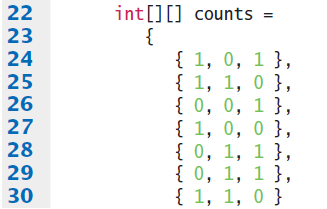 22 int[][] counts =
23 {
24 { 1, 0, 1 },
25 { 1, 1, 0 },
26 { 0, 0, 1 },
27 { 1, 0, 0 },
28 { 0, 1, 1 },
29 { 0, 1, 1 },
30 { 1, 1, 0 }